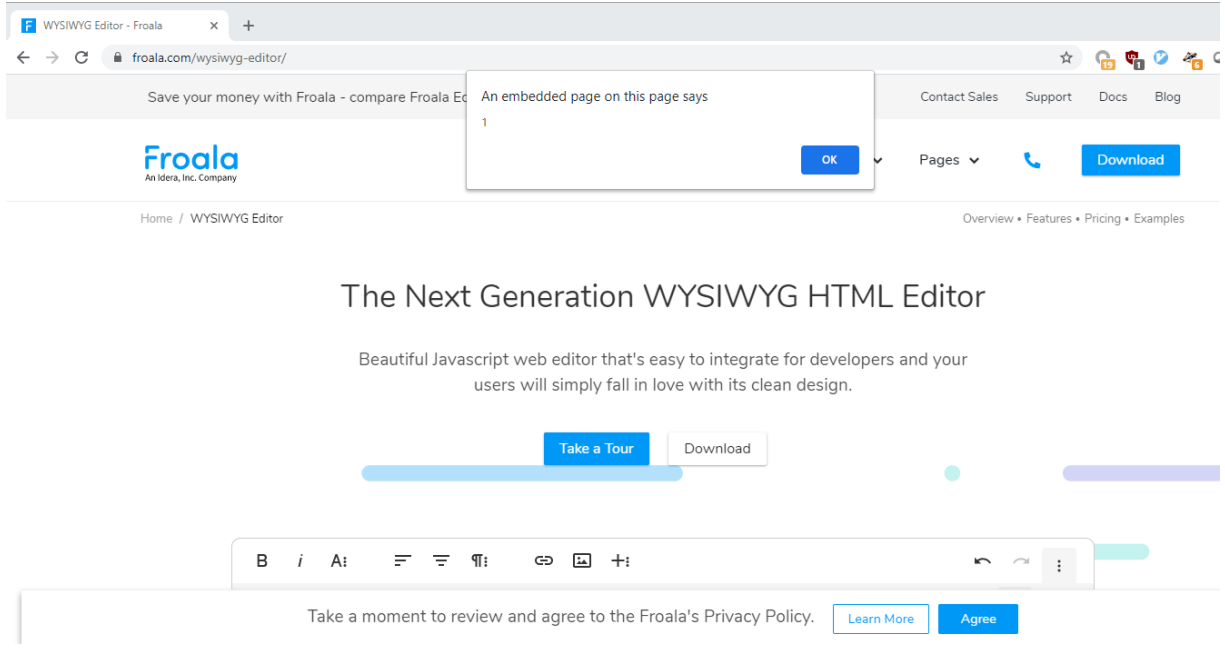 WYSIWYG Editor - Froala
froala.com/wysiwyg-editor/
19
1
6
Save your money with Froala - compare Froala Ed
Contact Sales Support Docs Blog
An embedded page on this page says
1
OK
Froala
An Idera, Inc. Company
Pages
Download
Home / WYSIWYG Editor
Overview • Features • Pricing • Examples
The Next Generation WYSIWYG HTML Editor
Beautiful Javascript web editor that's easy to integrate for developers and your
users will simply fall in love with its clean design.
Take a Tour Download
B i A
Take a moment to review and agree to the Froala's Privacy Policy. Learn More Agree